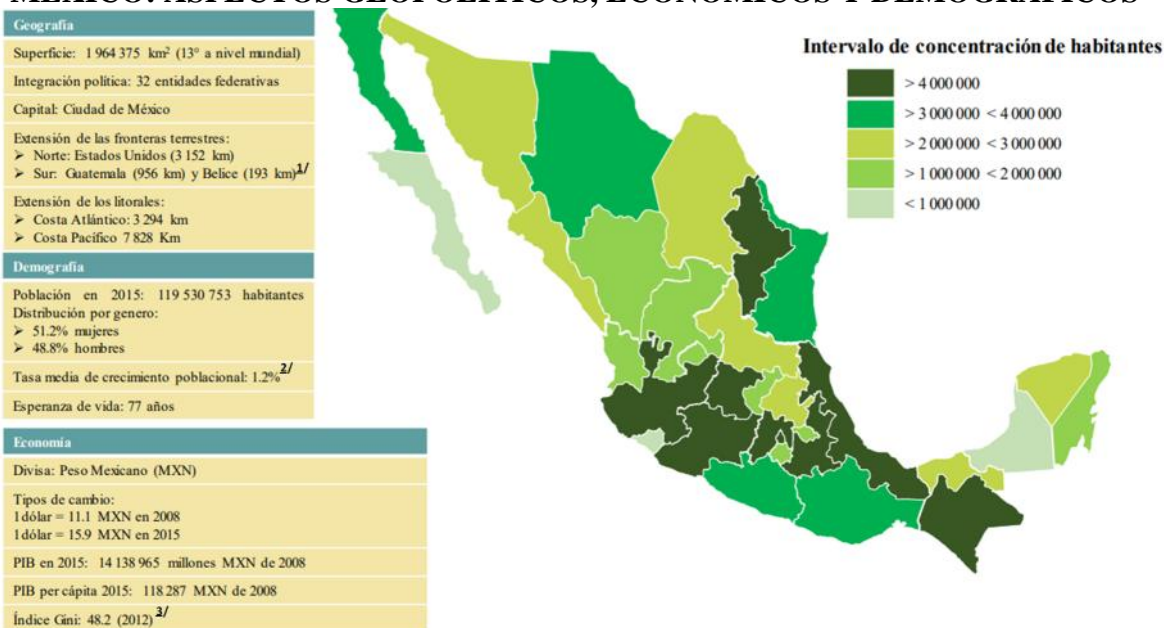 MÉXICO: ASPECTOS GEOPOLÍTICOS, ECONÓMICOS Y DEMOGRÁFICOS
Geografía
Superficie: 1 964 375 km² (13° a nivel mundial)
Integración política: 32 entidades federativas
Capital: Ciudad de México
Extensión de las fronteras terrestres:
➢ Norte: Estados Unidos (3 152 km)
➢ Sur: Guatemala (956 km) y Belice (193 km)1/
Extensión de los litorales:
➢ Costa Atlántico: 3 294 km
➢ Costa Pacífico 7 828 Km
Demografía
Población en 2015: 119 530 753 habitantes
Distribución por genero:
➢ 51.2% mujeres
➢ 48.8% hombres
Tasa media de crecimiento poblacional: 1.2%2/
Esperanza de vida: 77 años
Economía
Divisa: Peso Mexicano (MXN)
Tipos de cambio:
1dólar = 11.1 MXN en 2008
1dólar = 15.9 MXN en 2015
PIB en 2015: 14 138 965 millones MXN de 2008
PIB per cápita 2015: 118 287 MXN de 2008
Índice Gini: 48.2 (2012) 3/
Intervalo de concentración de habitantes
> 4 000 000
> 3 000 000 < 4 000 000
> 2 000 000 < 3 000 000
> 1 000 000 < 2 000 000
< 1 000 000